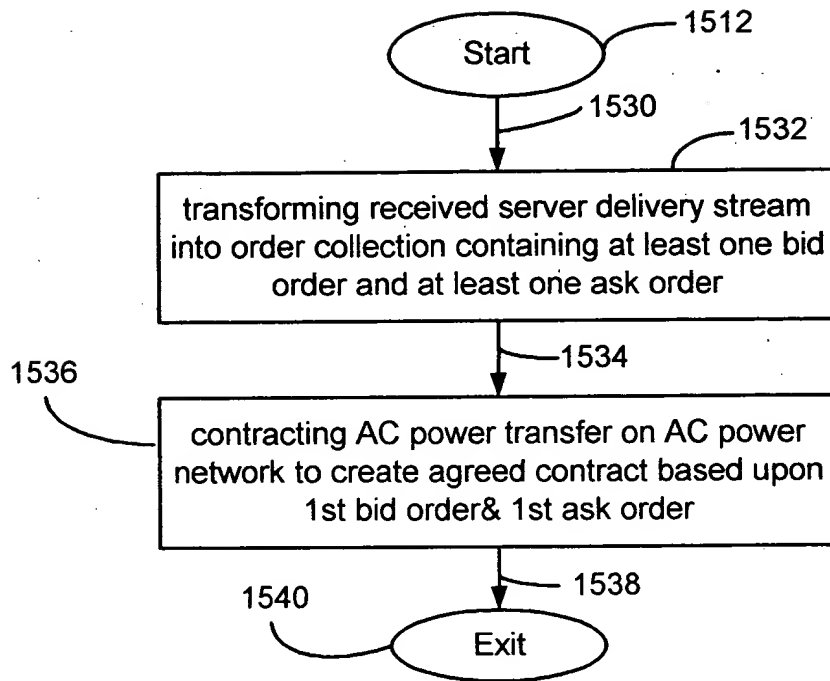 Start
1512
1530
1532
transforming received server delivery stream
into order collection containing at least one bid
order and at least one ask order
1534
1536
contracting AC power transfer on AC power
network to create agreed contract based upon
1st bid order& 1st ask order
1538
1540
Exit